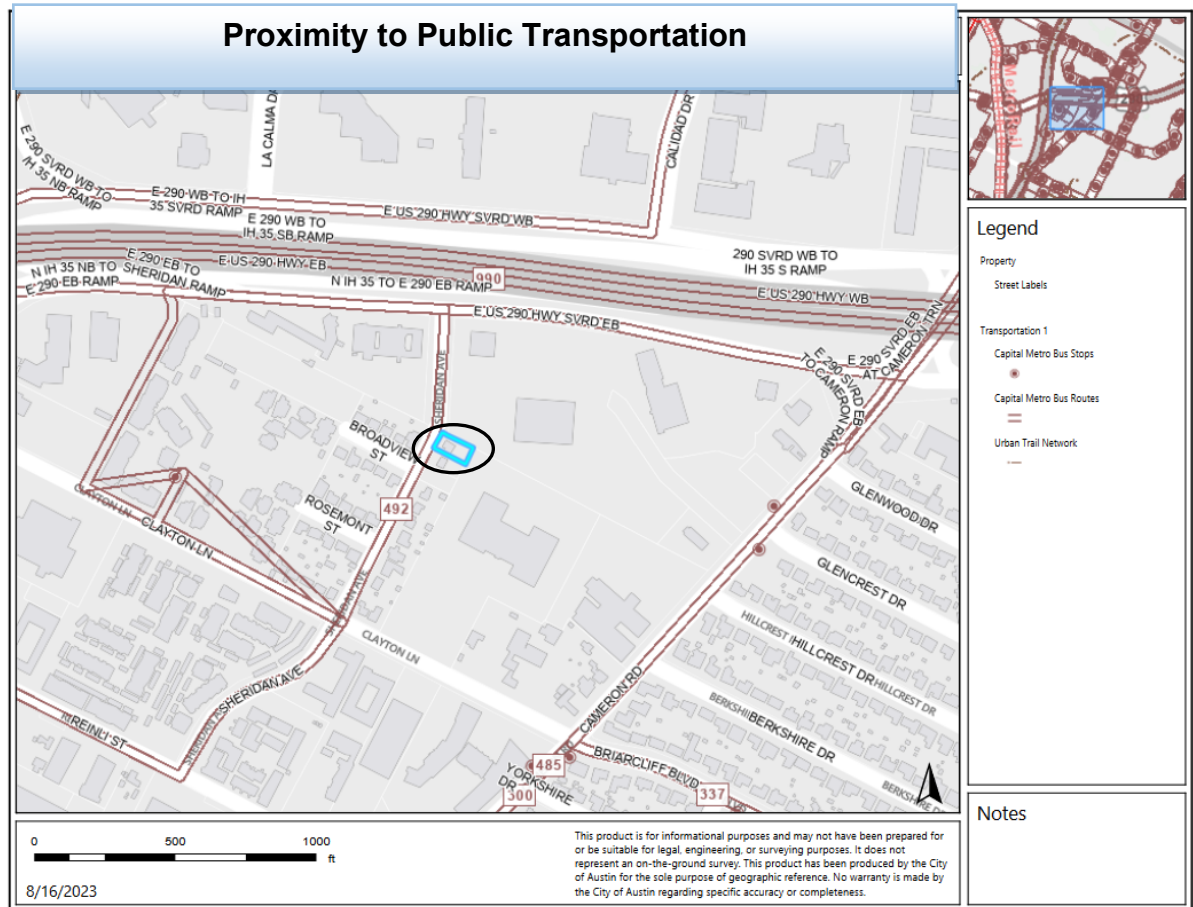 Proximity to Public Transportation
LA CALMA DR
CALIDAD DR
E 290 SVRD WB TO
IH 35 NB RAMP
E 290 WB TO IH
35 SVRD RAMP
E 290 WB TO
IH 35 SB RAMP
E US 290 HWY SVRD WB
290 SVRD WB TO
IH 35 S RAMP
E 290 EB TO
SHERIDAN RAMP
E US 290 HWY EB
N IH 35 NB TO
E 290 EB RAMP
N IH 35 TO E 290 EB RAMP
990
E US 290 HWY WB
E US 290 HWY SVRD EB
E 290 SVRD EB
AT CAMERON TRN
E 290 SVRD EB
TO CAMERON RAMP
SHERIDAN AVE
BROADVIEW
ST
492
ROSEMONT
ST
CLAYTON LN
CLAYTON LN
SHERIDAN AVE
SHERIDAN AVE
CLAYTON LN
SHERIDAN AVE
SHERIDAN A
REINLI ST
GLENWOOD DR
GLENCREST DR
HILLCREST
HILLCREST DR
HILLCREST DR
BERKSHI
BERKSHIRE DR
BERKSHIRE D
CAMERON RD
RD
BRIARCLIFF BLVD
VD
485
YORKSHIRE
DR
300
337
MetroRail
Legend
Property
Street Labels
Transportation 1
Capital Metro Bus Stops
Capital Metro Bus Routes
Urban Trail Network
Notes
0 500 1000
ft
8/16/2023
This product is for informational purposes and may not have been prepared for
or be suitable for legal, engineering, or surveying purposes. It does not
represent an on-the-ground survey. This product has been produced by the City
of Austin for the sole purpose of geographic reference. No warranty is made by
the City of Austin regarding specific accuracy or completeness.